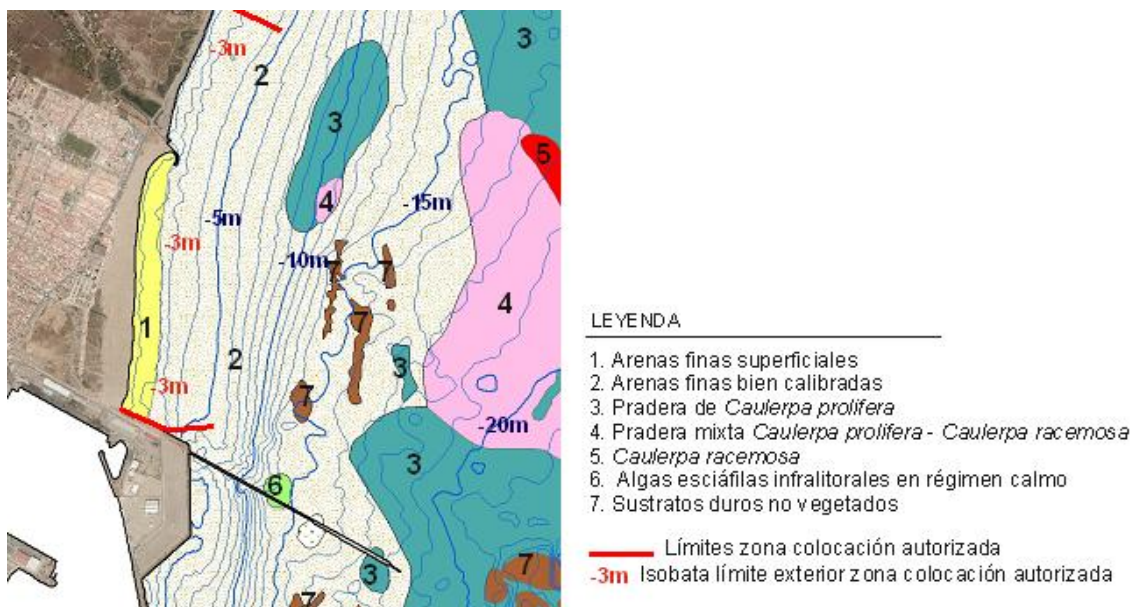 3
-3m
2
3
5
4
-15m
-5m
-3m
-10m
7
7
4
1
7
2
3
-3m
7
-20m
3
6
3
7
7
LEYENDA
1. Arenas finas superficiales
2. Arenas finas bien calibradas
3. Pradera de Caulerpa prolifera
4. Pradera mixta Caulerpa prolifera - Caulerpa racemosa
5. Caulerpa racemosa
6. Algas esciáfilas infralitorales en régimen calmo
7. Sustratos duros no vegetados
Límites zona colocación autorizada
-3m Isobata límite exterior zona colocación autorizada